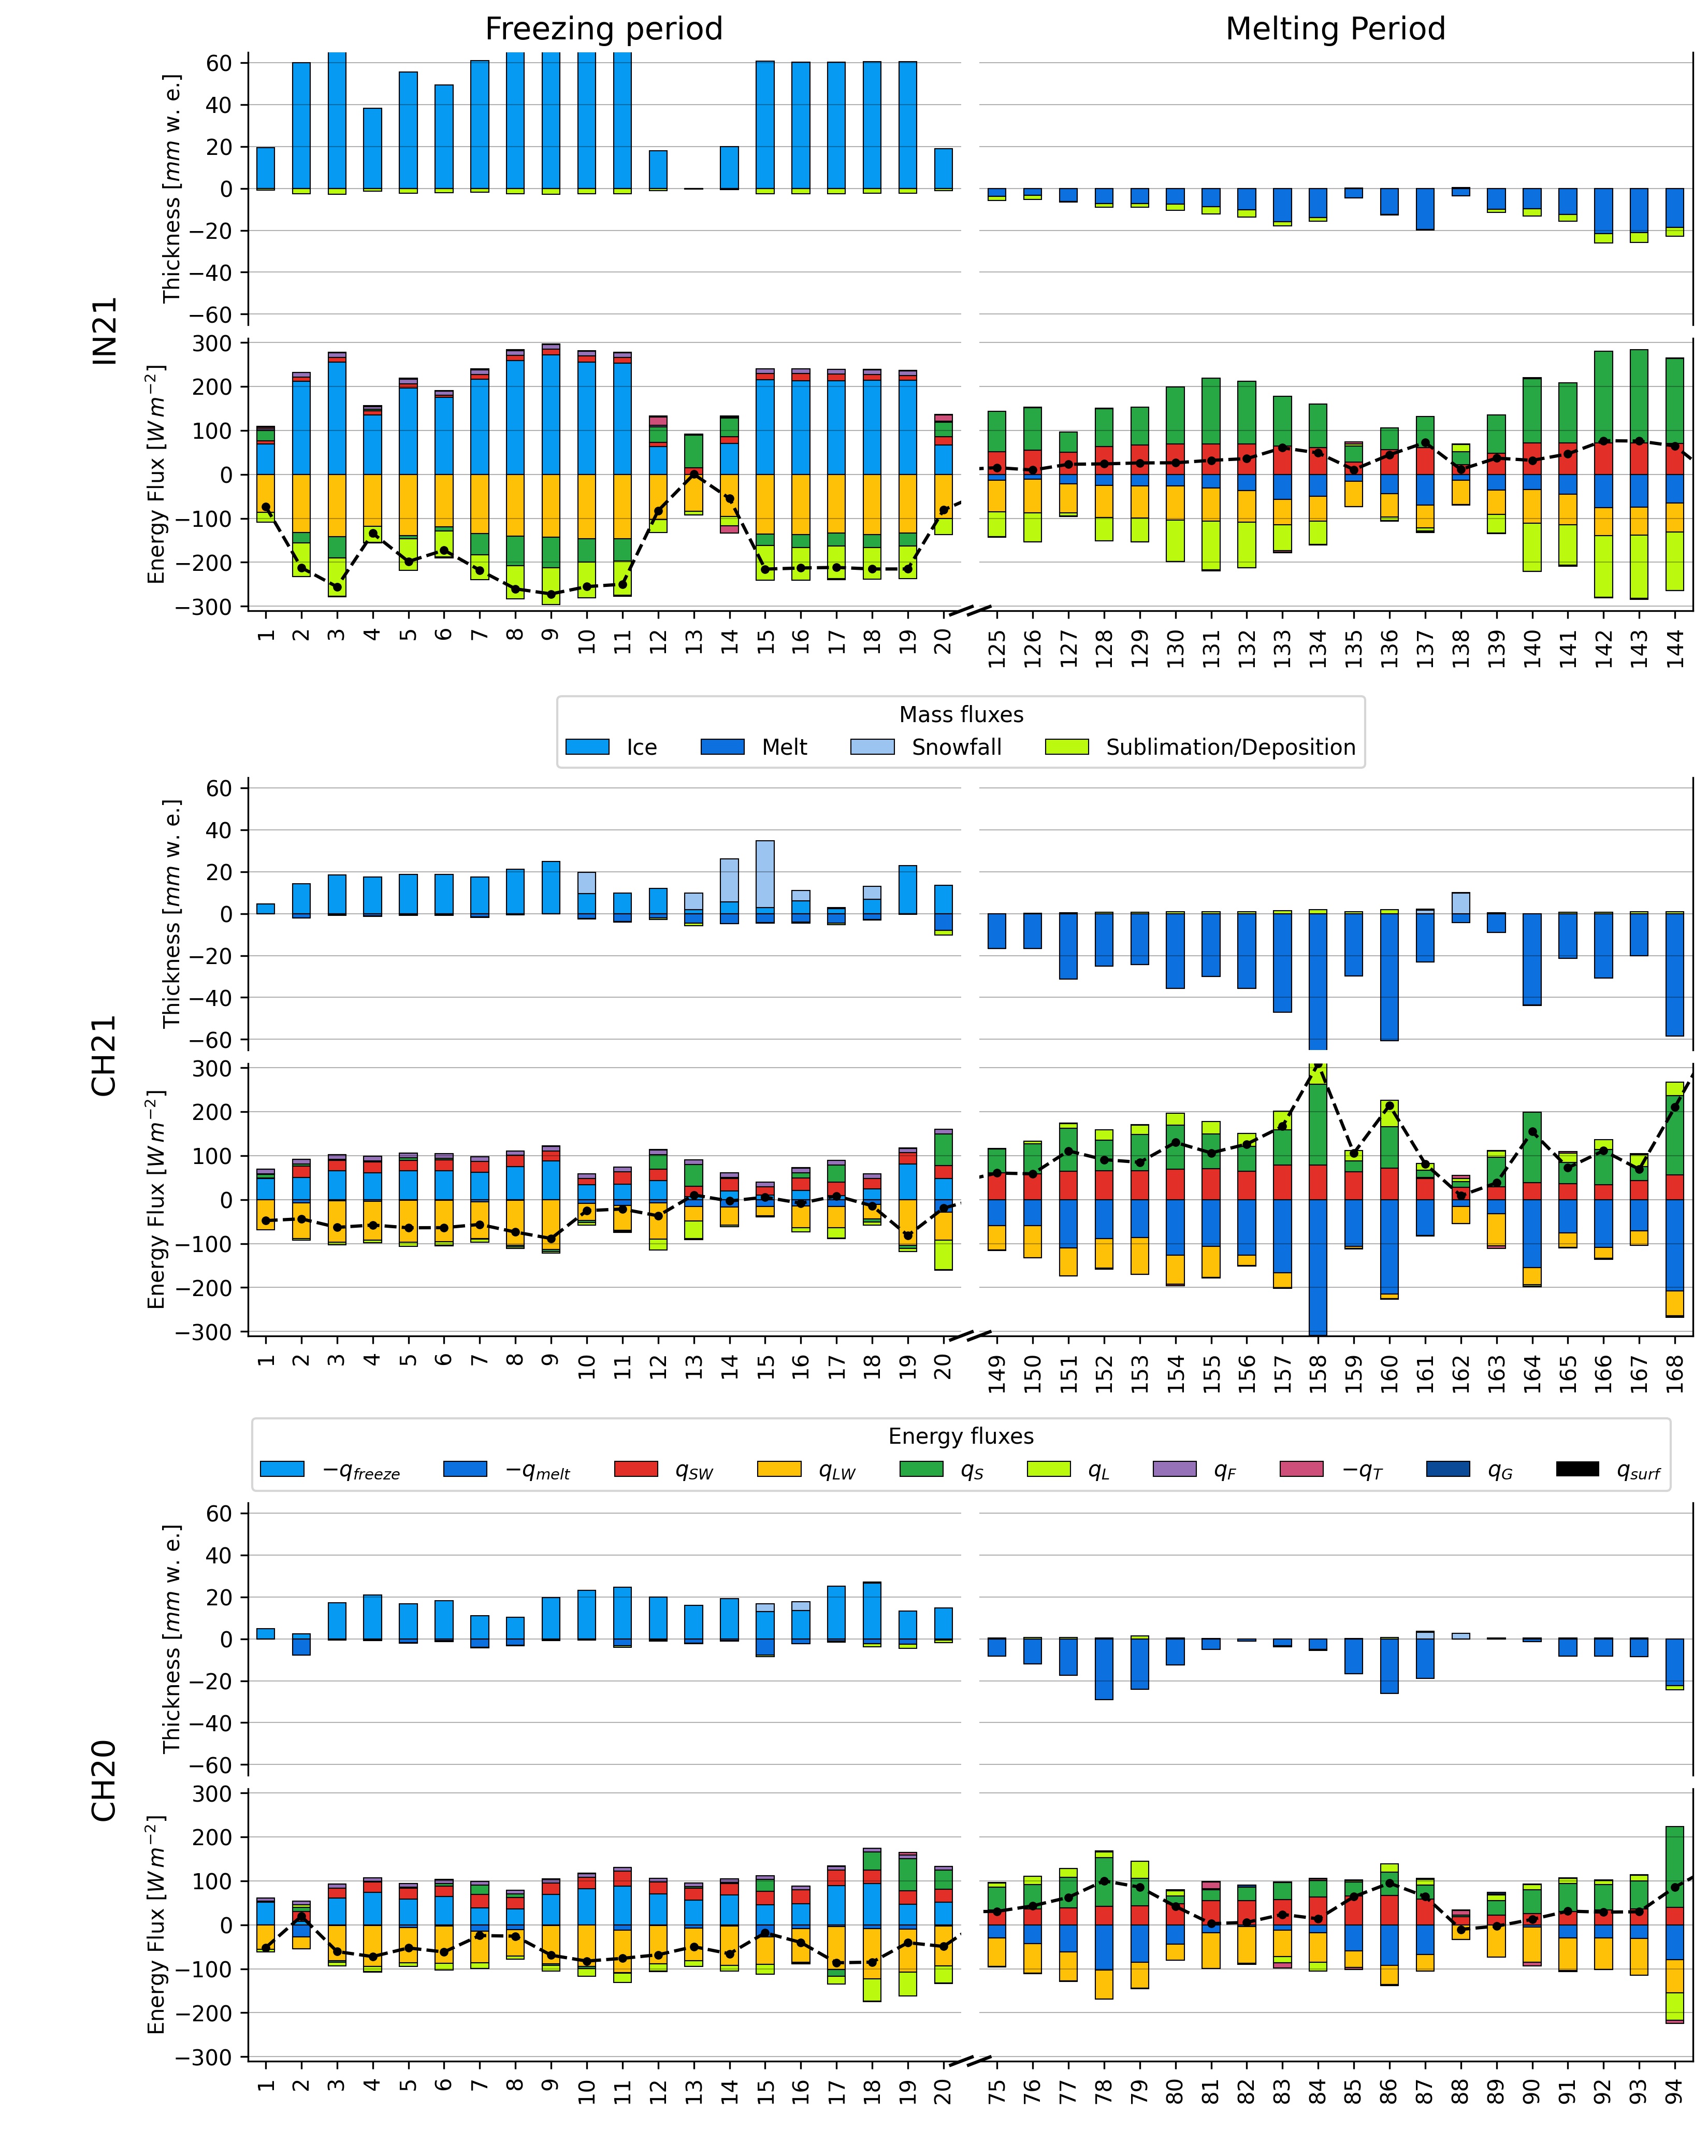 Freezing period Melting Period
IN21
Thickness [mm w. e.]
60
40
20
0
−20
−40
−60
Energy Flux [W m−2]
300
200
100
0
−100
−200
−300
1 2 3 4 5 6 7 8 9 10 11 12 13 14 15 16 17 18 19 20 125 126 127 128 129 130 131 132 133 134 135 136 137 138 139 140 141 142 143 144
Mass fluxes
Ice Melt Snowfall Sublimation/Deposition
CH21
Thickness [mm w. e.]
60
40
20
0
−20
−40
−60
Energy Flux [W m−2]
300
200
100
0
−100
−200
−300
1 2 3 4 5 6 7 8 9 10 11 12 13 14 15 16 17 18 19 20 149 150 151 152 153 154 155 156 157 158 159 160 161 162 163 164 165 166 167 168
Energy fluxes
−qfreeze −qmelt qSW qLW qS qL qF −qT qG qsurf
CH20
Thickness [mm w. e.]
60
40
20
0
−20
−40
−60
Energy Flux [W m−2]
300
200
100
0
−100
−200
−300
1 2 3 4 5 6 7 8 9 10 11 12 13 14 15 16 17 18 19 20 75 76 77 78 79 80 81 82 83 84 85 86 87 88 89 90 91 92 93 94